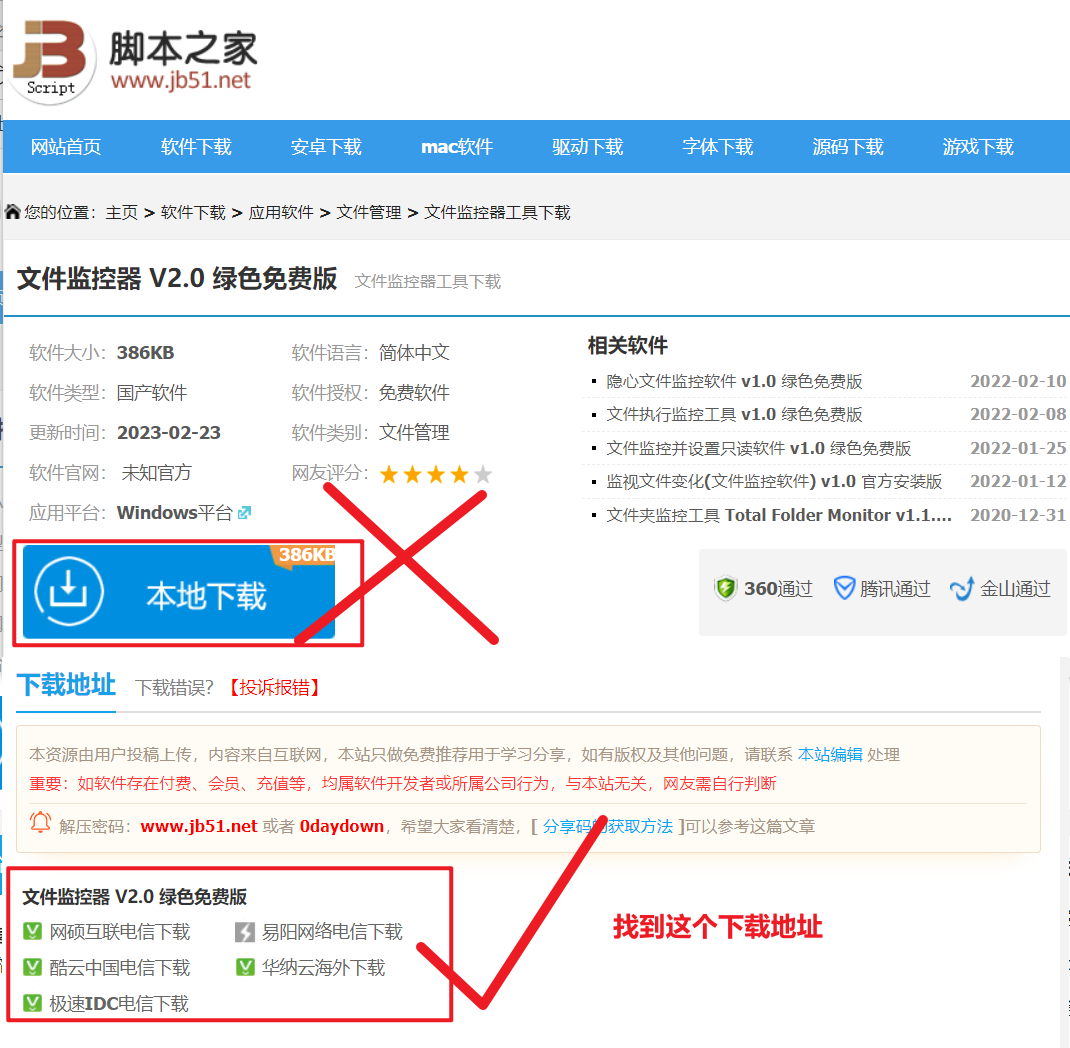 JB
Script
脚本之家
www.jb51.net
网站首页 软件下载 安卓下载 mac软件 驱动下载 字体下载 源码下载 游戏下载
您的位置：主页 > 软件下载 > 应用软件 > 文件管理 > 文件监控器工具下载
文件监控器 V2.0 绿色免费版 文件监控器工具下载
软件大小：386KB 软件语言：简体中文
软件类型：国产软件 软件授权：免费软件
更新时间：2023-02-23 软件类别：文件管理
软件官网：未知官方 网友评分：
应用平台：Windows平台
相关软件
隐心文件监控软件 v1.0 绿色免费版 2022-02-10
文件执行监控工具 v1.0 绿色免费版 2022-02-08
文件监控并设置只读软件 v1.0 绿色免费版 2022-01-25
监视文件变化(文件监控软件) v1.0 官方安装版 2022-01-12
文件夹监控工具 Total Folder Monitor v1.1.... 2020-12-31
386KB
本地下载
360通过 腾讯通过 金山通过
下载地址 下载错误？【投诉报错】
本资源由用户投稿上传，内容来自互联网，本站只做免费推荐用于学习分享，如有版权及其他问题，请联系 本站编辑 处理
重要：如软件存在付费、会员、充值等，均属软件开发者或所属公司行为，与本站无关，网友需自行判断
解压密码：www.jb51.net 或者 0daydown，希望大家看清楚，[ 分享码的获取方法 ]可以参考这篇文章
文件监控器 V2.0 绿色免费版
网硕互联电信下载 易阳网络电信下载
酷云中国电信下载 华纳云海外下载
极速IDC电信下载
找到这个下载地址